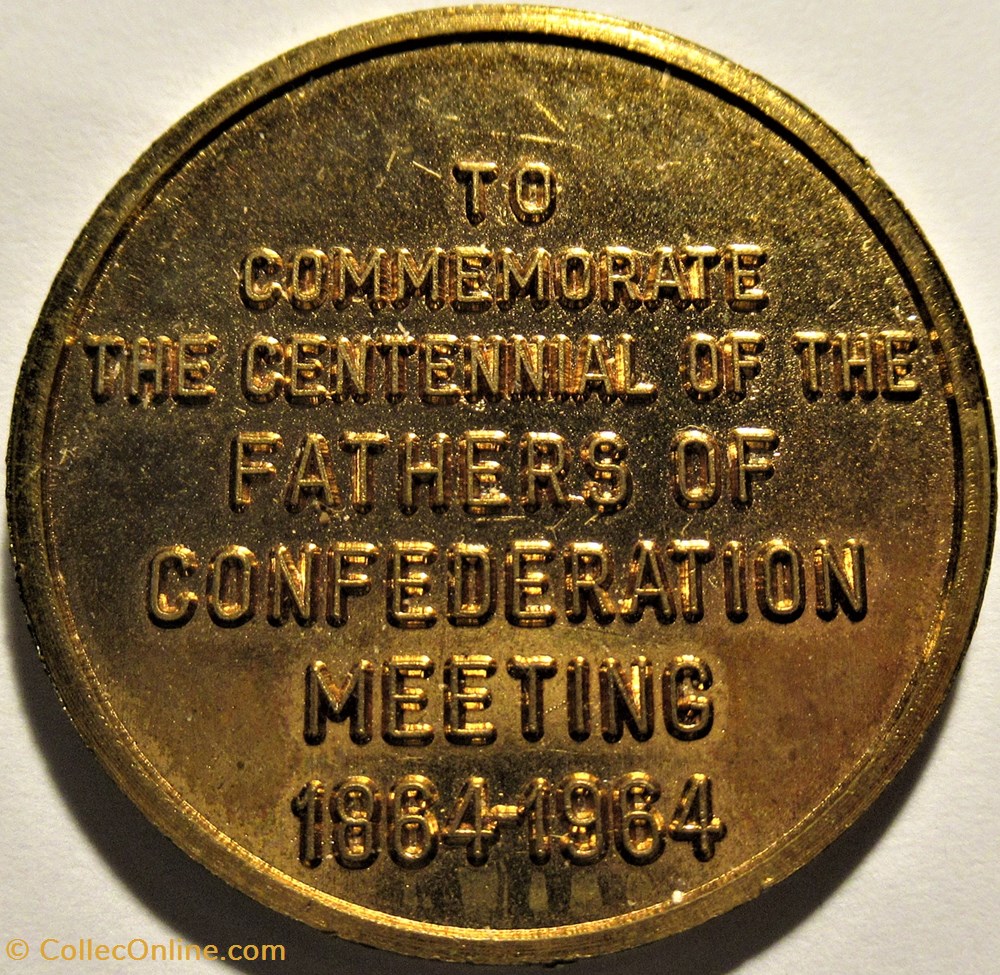 TO
COMMEMORATE
THE CENTENNIAL OF THE
FATHERS OF
CONFEDERATION
MEETING
1864-1964
© CollecOnline.com